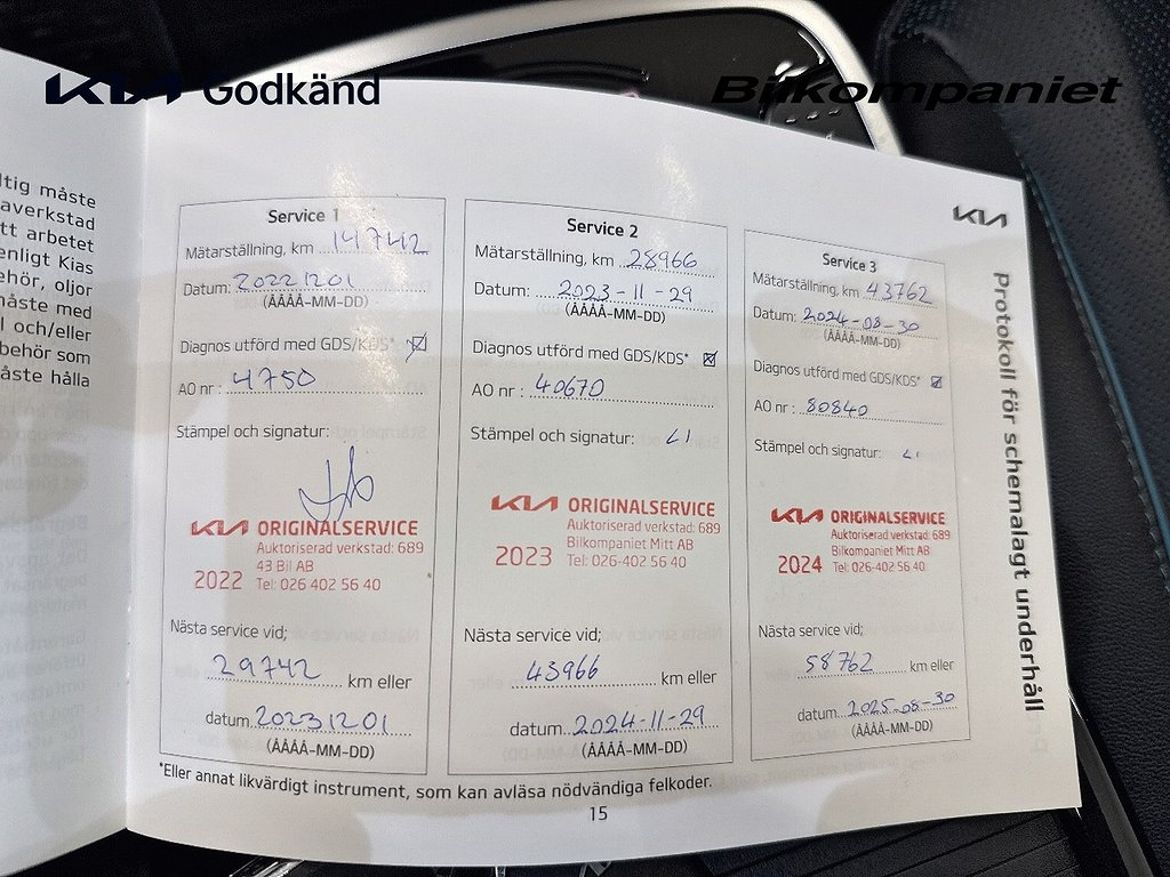 KIA Godkänd
Bilkompaniet
ltig måste
averkstad
tt arbetet
enligt Kias
ehör, oljor
måste med
l och/eller
behör som
åste hålla
KIA
Protokoll för schemalagt underhåll
Service 1
Mätarställning, km 147742
Datum: 20221201
(ÅÅÅÅ-MM-DD)
Diagnos utförd med GDS/KDS*
AO nr : 4750
Stämpel och signatur:
KIA ORIGINALSERVICE
Auktoriserad verkstad: 689
43 Bil AB
2022 Tel: 026 402 56 40
Nästa service vid;
29742 km eller
datum 20231201
(ÅÅÅÅ-MM-DD)
Service 2
Mätarställning, km 28966
Datum: 2023-11-29
(ÅÅÅÅ-MM-DD)
Diagnos utförd med GDS/KDS*
AO nr : 40670
Stämpel och signatur: LI
KIA ORIGINALSERVICE
Auktoriserad verkstad: 689
Bilkompaniet Mitt AB
2023 Tel: 026-402 56 40
Nästa service vid;
43966 km eller
datum 2024-11-29
(ÅÅÅÅ-MM-DD)
Service 3
Mätarställning, km 43762
Datum: 2024-08-30
(ÅÅÅÅ-MM-DD)
Diagnos utförd med GDS/KDS*
AO nr : 80840
Stämpel och signatur: LI
KIA ORIGINALSERVICE
Auktoriserad verkstad: 689
Bilkompaniet Mitt AB
2024 Tel: 026-402 56 40
Nästa service vid;
58762 km eller
datum 2025-08-30
(ÅÅÅÅ-MM-DD)
*Eller annat likvärdigt instrument, som kan avläsa nödvändiga felkoder.
15